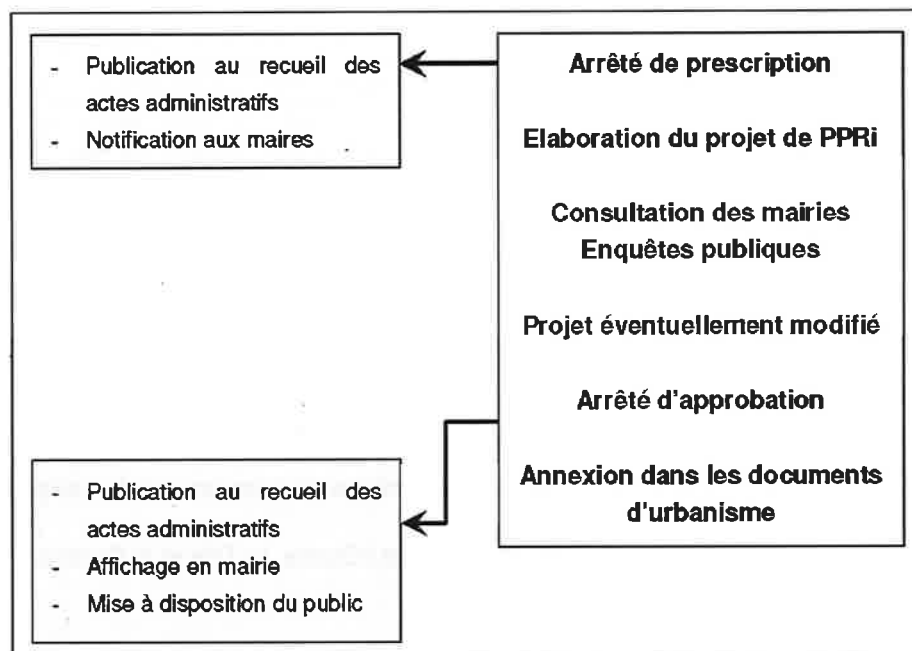 - Publication au recueil des
actes administratifs
- Notification aux maires
Arrêté de prescription
Elaboration du projet de PPRi
Consultation des mairies
Enquêtes publiques
Projet éventuellement modifié
Arrêté d'approbation
Annexion dans les documents
d'urbanisme
- Publication au recueil des
actes administratifs
- Affichage en mairie
- Mise à disposition du public